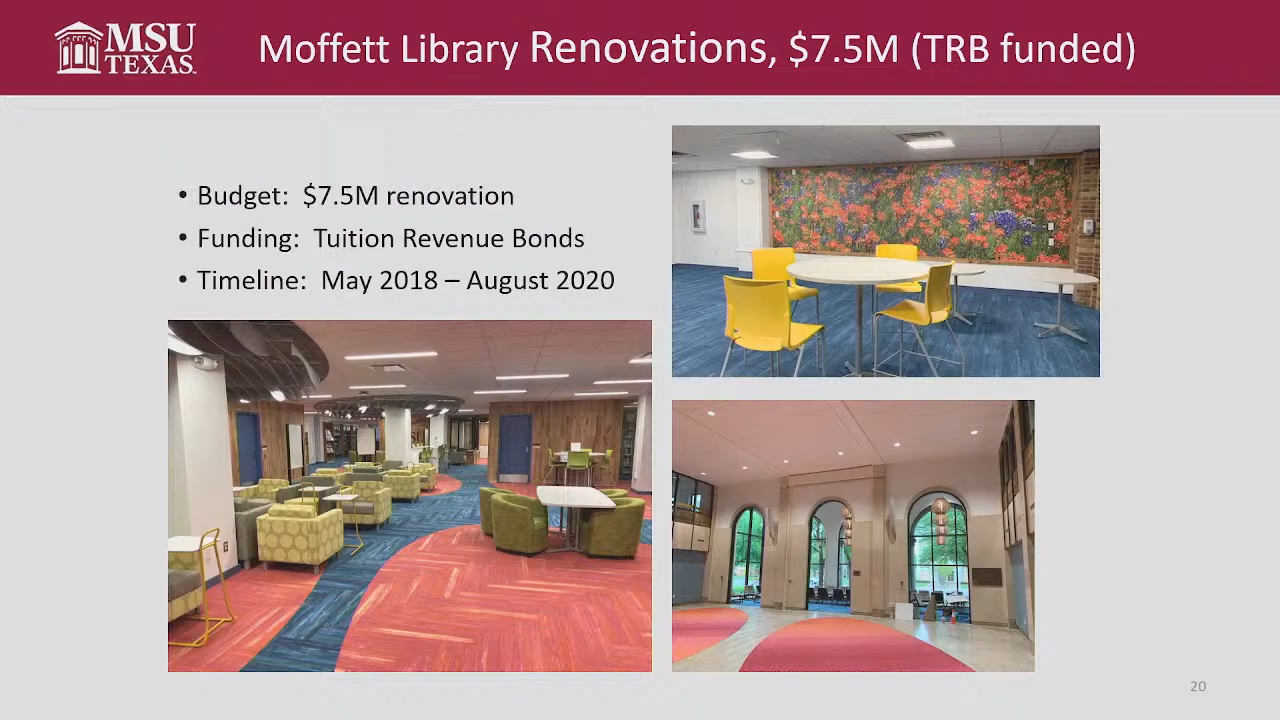 MSU
TEXAS
Moffett Library Renovations, $7.5M (TRB funded)
• Budget: $7.5M renovation
• Funding: Tuition Revenue Bonds
• Timeline: May 2018 – August 2020
MSU
20